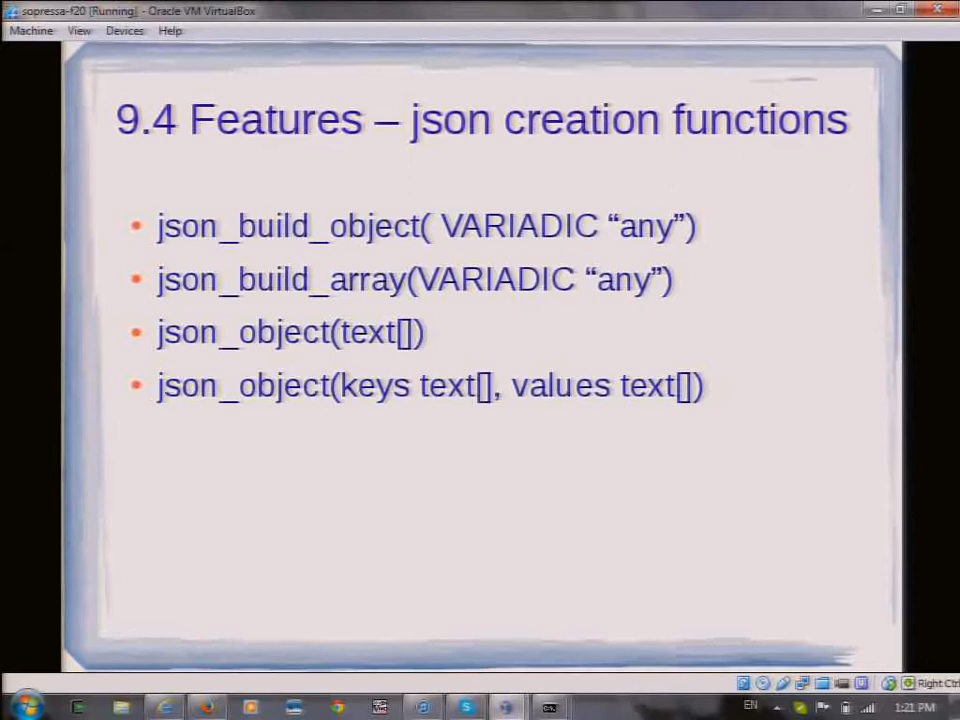 sopressa-f20 [Running] - Oracle VM VirtualBox
Machine View Devices Help
9.4 Features – json creation functions
• json_build_object( VARIADIC “any”)
• json_build_array(VARIADIC “any”)
• json_object(text[])
• json_object(keys text[], values text[])
Right Ctrl
EN 1:21 PM